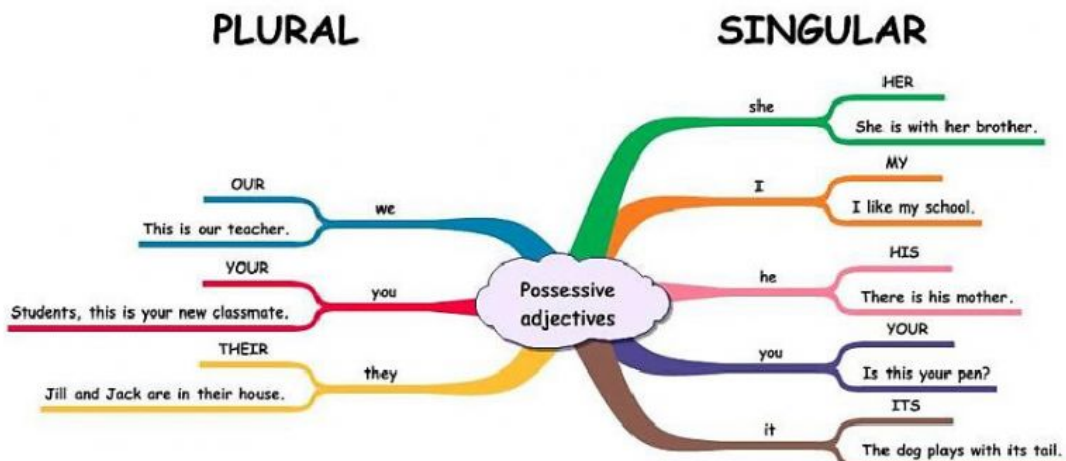 PLURAL
SINGULAR
she
HER
She is with her brother.
I
MY
I like my school.
he
HIS
There is his mother.
you
YOUR
Is this your pen?
it
ITS
The dog plays with its tail.
we
OUR
This is our teacher.
you
YOUR
Students, this is your new classmate.
they
THEIR
Jill and Jack are in their house.
Possessive
adjectives